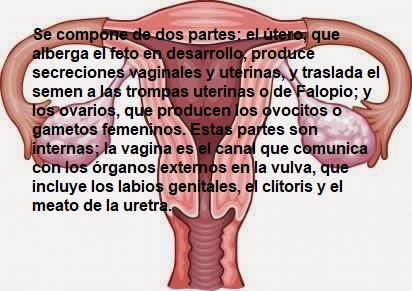 Se compone de dos partes: el útero, que
alberga el feto en desarrollo, produce
secreciones vaginales y uterinas, y traslada el
semen a las trompas uterinas o de Falopio; y
los ovarios, que producen los ovocitos o
gametos femeninos. Estas partes son
internas; la vagina es el canal que comunica
con los órganos externos en la vulva, que
incluye los labios genitales, el clítoris y el
meato de la uretra.